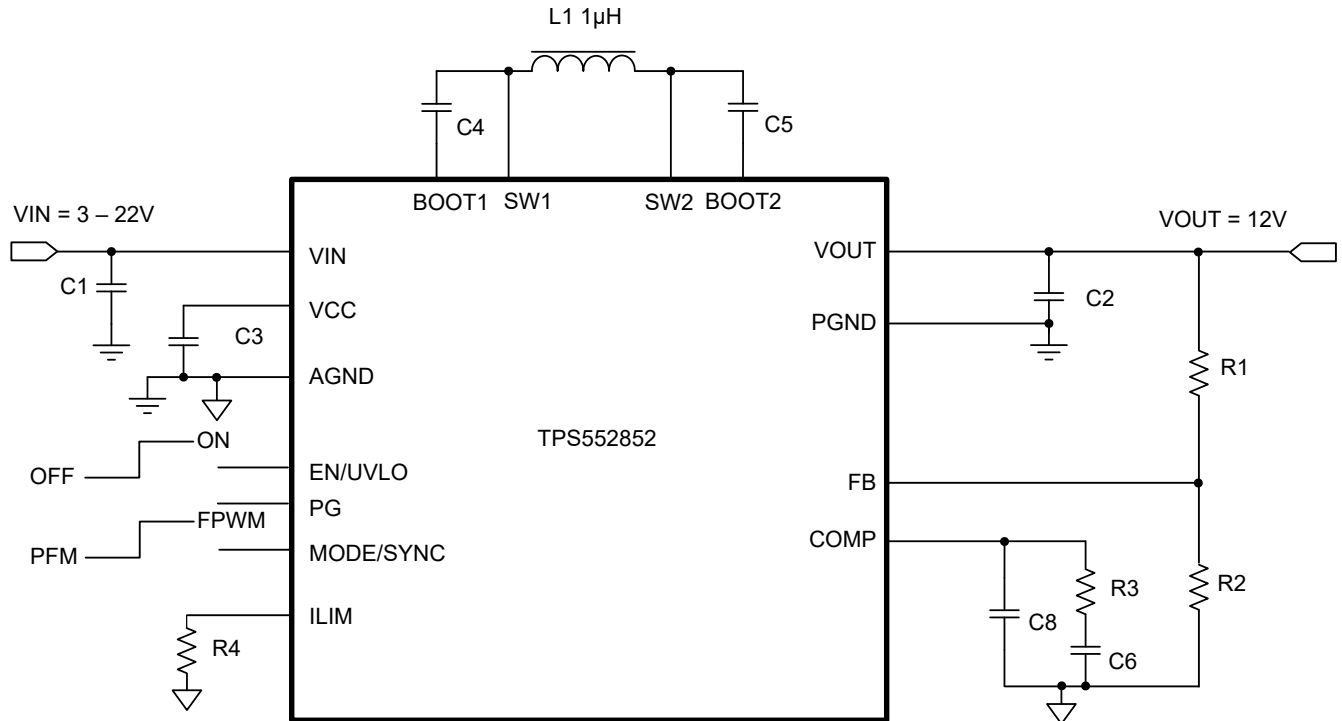 L1 1µH
C4
C5
BOOT1 SW1 SW2 BOOT2
VIN = 3 – 22V
VOUT = 12V
VIN
VOUT
C1
C2
VCC
C3
PGND
AGND
R1
TPS552852
ON
OFF
EN/UVLO
FB
PG
FPWM
PFM
MODE/SYNC
COMP
R3
R2
ILIM
C8
R4
C6